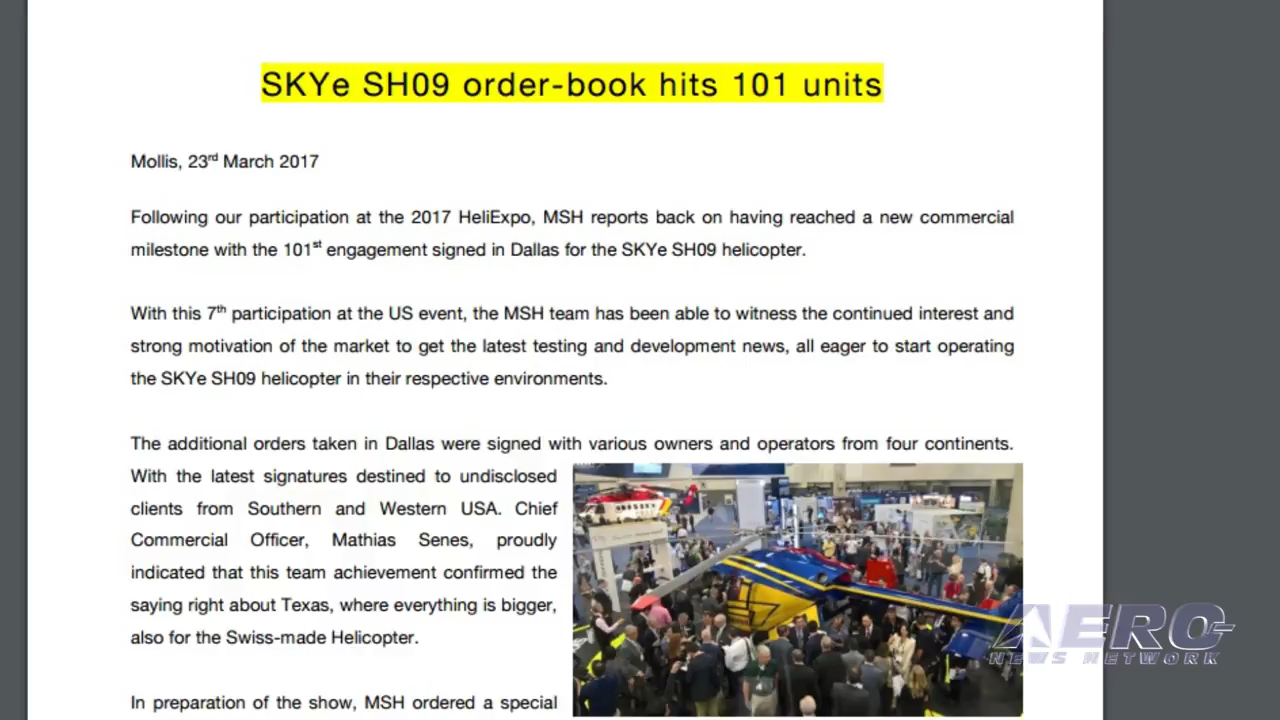 SKYe SH09 order-book hits 101 units
Mollis, 23rd March 2017
Following our participation at the 2017 HeliExpo, MSH reports back on having reached a new commercial
milestone with the 101st engagement signed in Dallas for the SKYe SH09 helicopter.
With this 7th participation at the US event, the MSH team has been able to witness the continued interest and
strong motivation of the market to get the latest testing and development news, all eager to start operating
the SKYe SH09 helicopter in their respective environments.
The additional orders taken in Dallas were signed with various owners and operators from four continents.
With the latest signatures destined to undisclosed
clients from Southern and Western USA. Chief
Commercial Officer, Mathias Senes, proudly
indicated that this team achievement confirmed the
saying right about Texas, where everything is bigger,
also for the Swiss-made Helicopter.
In preparation of the show, MSH ordered a special
AERO
NEWS NETWORK